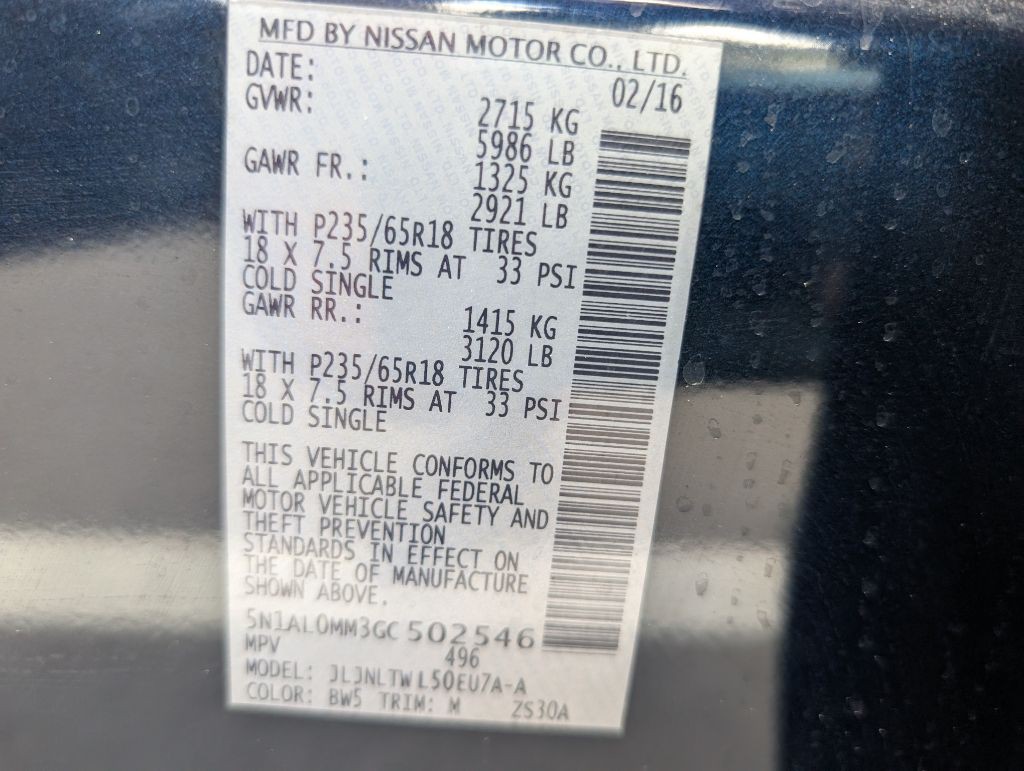 MFD BY NISSAN MOTOR CO., LTD.
DATE: 02/16
GVWR: 2715 KG
5986 LB
GAWR FR.: 1325 KG
2921 LB
WITH P235/65R18 TIRES
18 X 7.5 RIMS AT 33 PSI
COLD SINGLE
GAWR RR.: 1415 KG
3120 LB
WITH P235/65R18 TIRES
18 X 7.5 RIMS AT 33 PSI
COLD SINGLE
THIS VEHICLE CONFORMS TO
ALL APPLICABLE FEDERAL
MOTOR VEHICLE SAFETY AND
THEFT PREVENTION
STANDARDS IN EFFECT ON
THE DATE OF MANUFACTURE
SHOWN ABOVE.
5N1AL0MM3GC502546
MPV 496
MODEL: JLJNLTWL50EU7A-A
COLOR: BW5 TRIM: M ZS30A